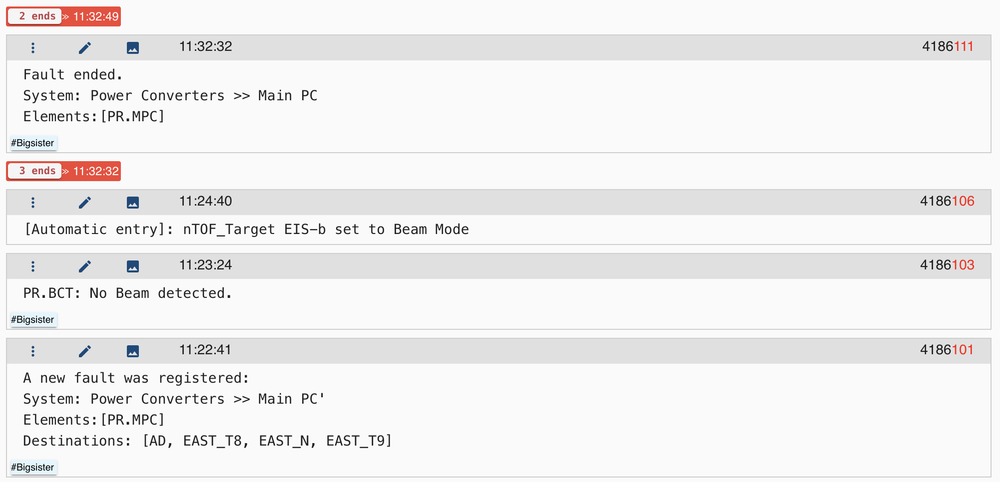 2 ends » 11:32:49
11:32:32 4186111
Fault ended.
System: Power Converters >> Main PC
Elements:[PR.MPC]
#Bigsister
3 ends » 11:32:32
11:24:40 4186106
[Automatic entry]: nTOF_Target EIS-b set to Beam Mode
11:23:24 4186103
PR.BCT: No Beam detected.
#Bigsister
11:22:41 4186101
A new fault was registered:
System: Power Converters >> Main PC'
Elements:[PR.MPC]
Destinations: [AD, EAST_T8, EAST_N, EAST_T9]
#Bigsister